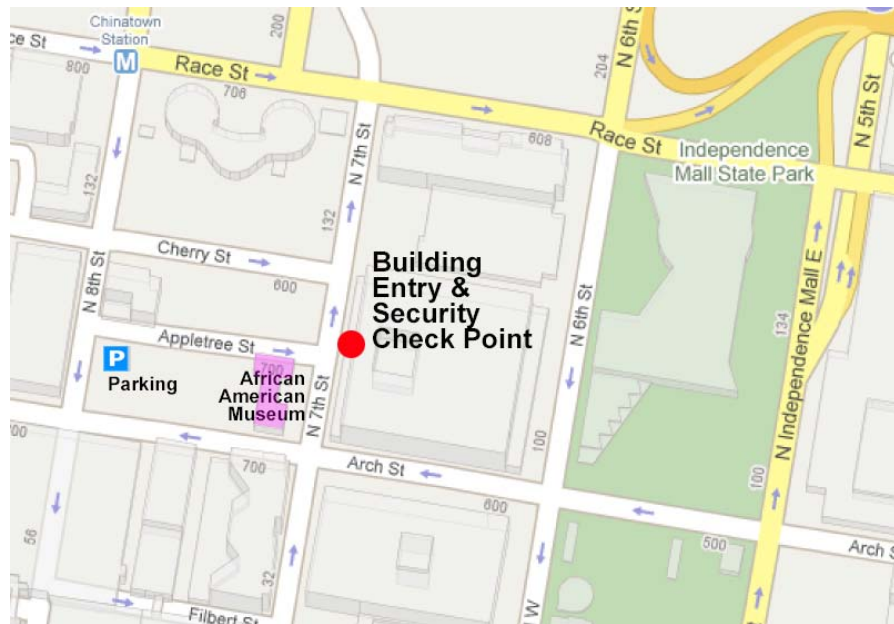 ce St
Chinatown
Station
M
800
Race St
200
706
N 6th St
204
N 5th St
Race St
608
Independence
Mall State Park
132
N 7th St
132
Cherry St
600
N 8th St
Building
Entry &
Security
Check Point
N 6th St
134
N Independence Mall E
Appletree St
P
Parking
700
African
American
Museum
N 7th St
100
100
700
Arch St
600
500
Arch S
56
32
Filbert St
W